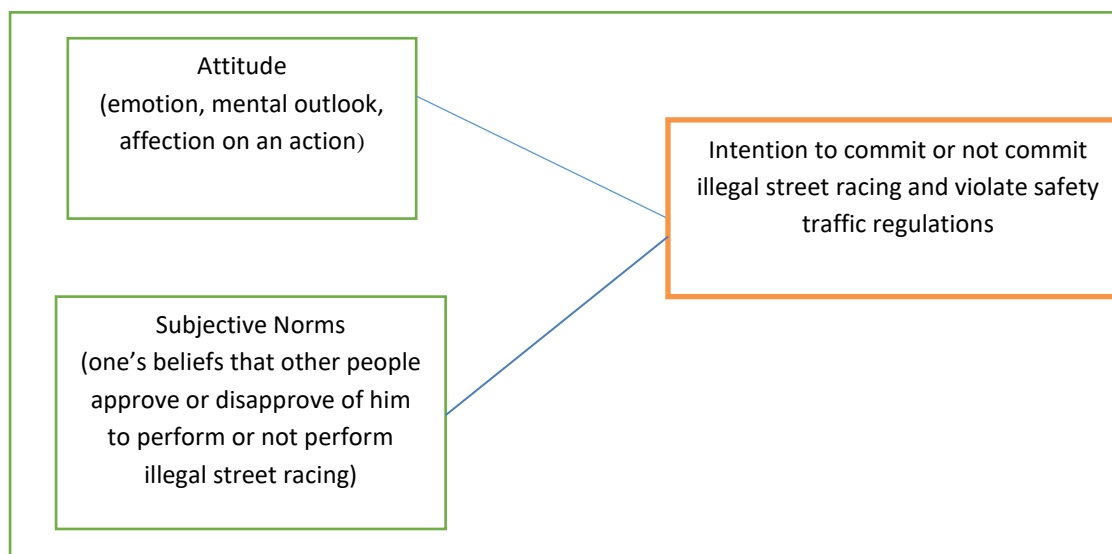 Attitude
(emotion, mental outlook,
affection on an action)
Intention to commit or not commit
illegal street racing and violate safety
traffic regulations
Subjective Norms
(one’s beliefs that other people
approve or disapprove of him
to perform or not perform
illegal street racing)